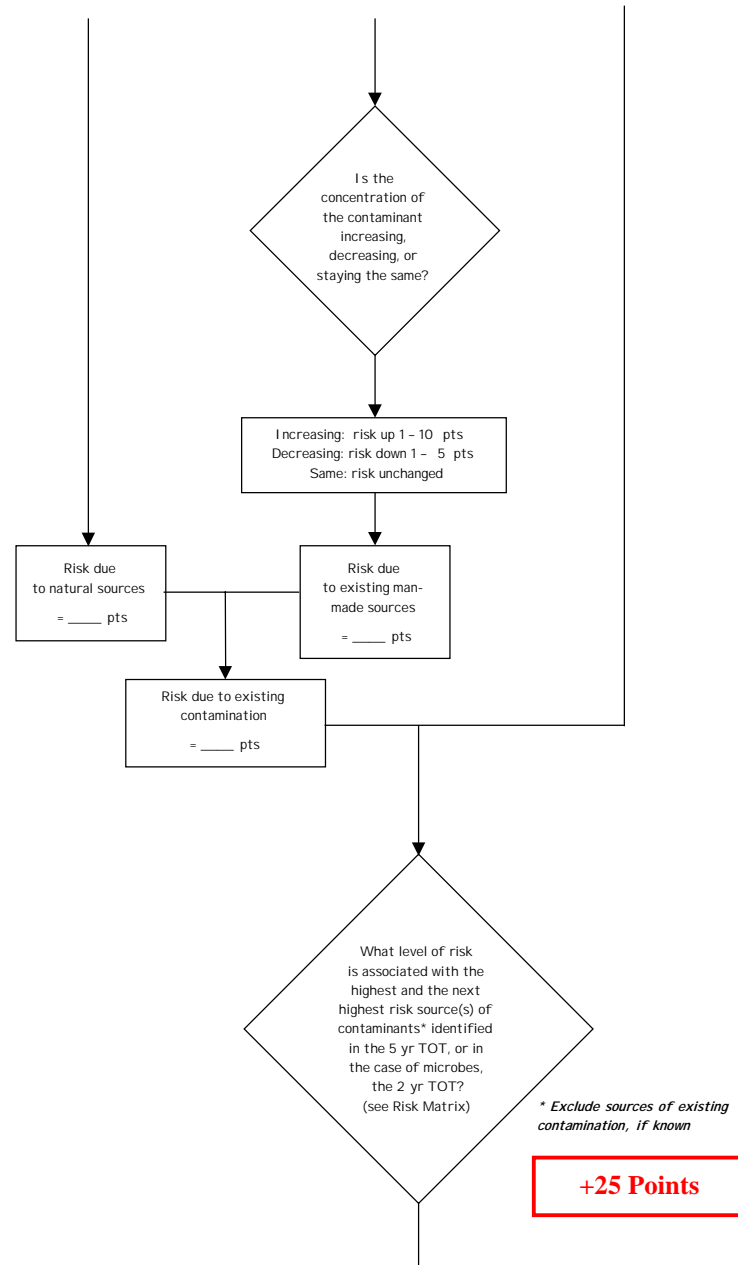 Is the
concentration of
the contaminant
increasing,
decreasing, or
staying the same?
Increasing: risk up 1 – 10 pts
Decreasing: risk down 1 – 5 pts
Same: risk unchanged
Risk due
to natural sources
= ____ pts
Risk due
to existing man-
made sources
= ____ pts
Risk due to existing
contamination
= ____ pts
What level of risk
is associated with the
highest and the next
highest risk source(s) of
contaminants* identified
in the 5 yr TOT, or in
the case of microbes,
the 2 yr TOT?
(see Risk Matrix)
* Exclude sources of existing
contamination, if known
+25 Points